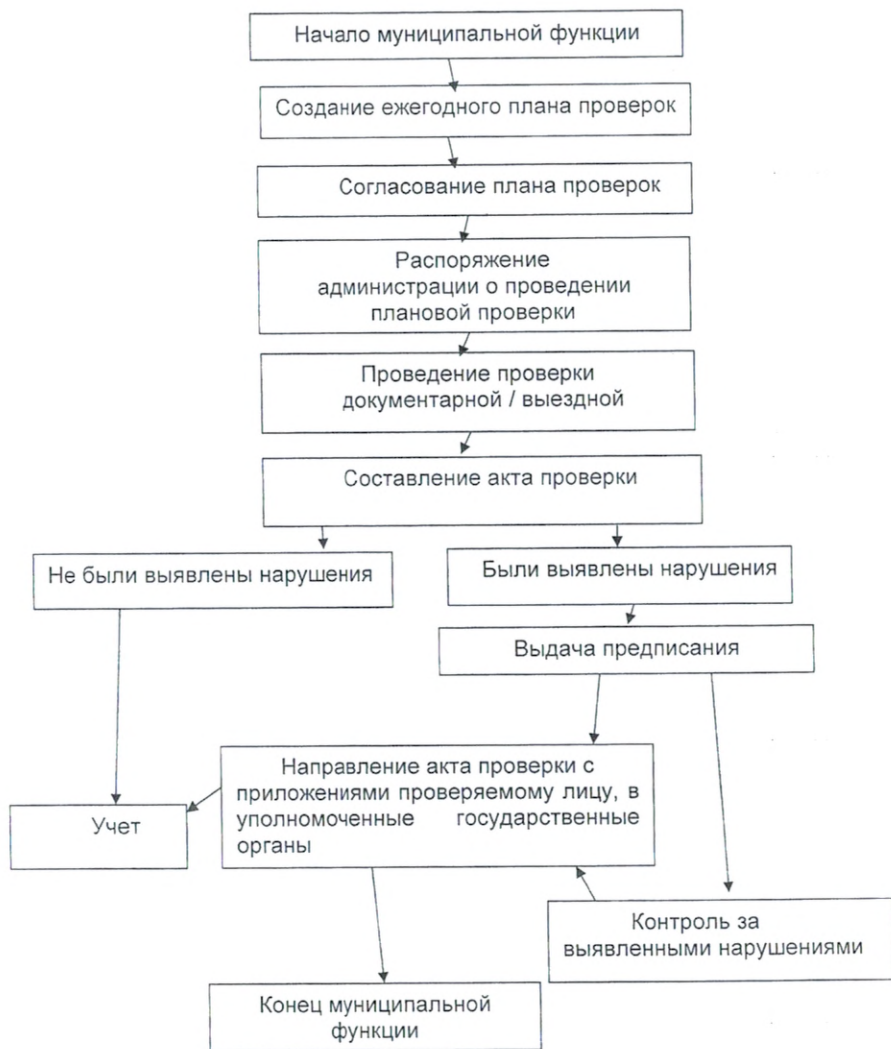 Начало муниципальной функции
Создание ежегодного плана проверок
Согласование плана проверок
Распоряжение
администрации о проведении
плановой проверки
Проведение проверки
документарной / выездной
Составление акта проверки
Не были выявлены нарушения
Были выявлены нарушения
Выдача предписания
Направление акта проверки с
приложениями проверяемому лицу, в
уполномоченные государственные
органы
Учет
Контроль за
выявленными нарушениями
Конец муниципальной
функции